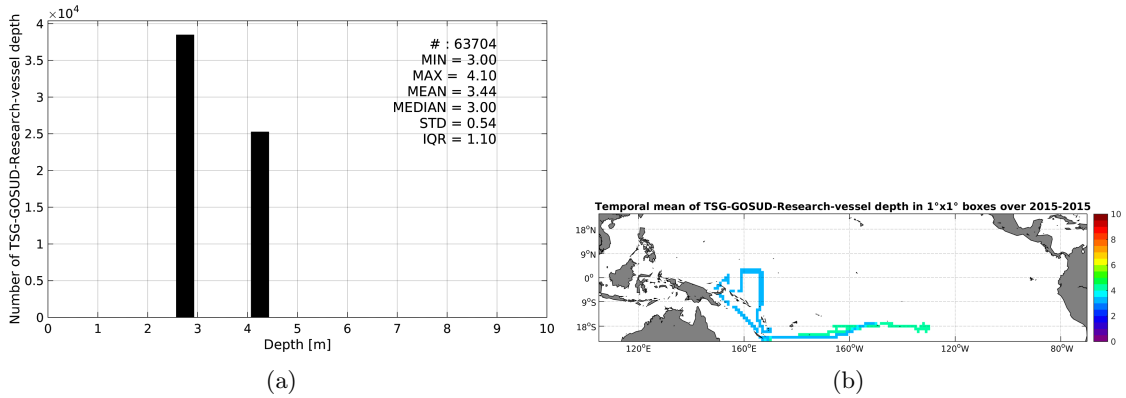 ×10⁴
Number of TSG-GOSUD-Research-vessel depth
4
3.5
3
2.5
2
1.5
1
0.5
0
0 1 2 3 4 5 6 7 8 9 10
Depth [m]
# : 63704
MIN = 3.00
MAX = 4.10
MEAN = 3.44
MEDIAN = 3.00
STD = 0.54
IQR = 1.10
(a)
Temporal mean of TSG-GOSUD-Research-vessel depth in 1°x1° boxes over 2015-2015
18°N
9°N
0°
9°S
18°S
120°E 160°E 160°W 120°W 80°W
10
8
6
4
2
0
(b)